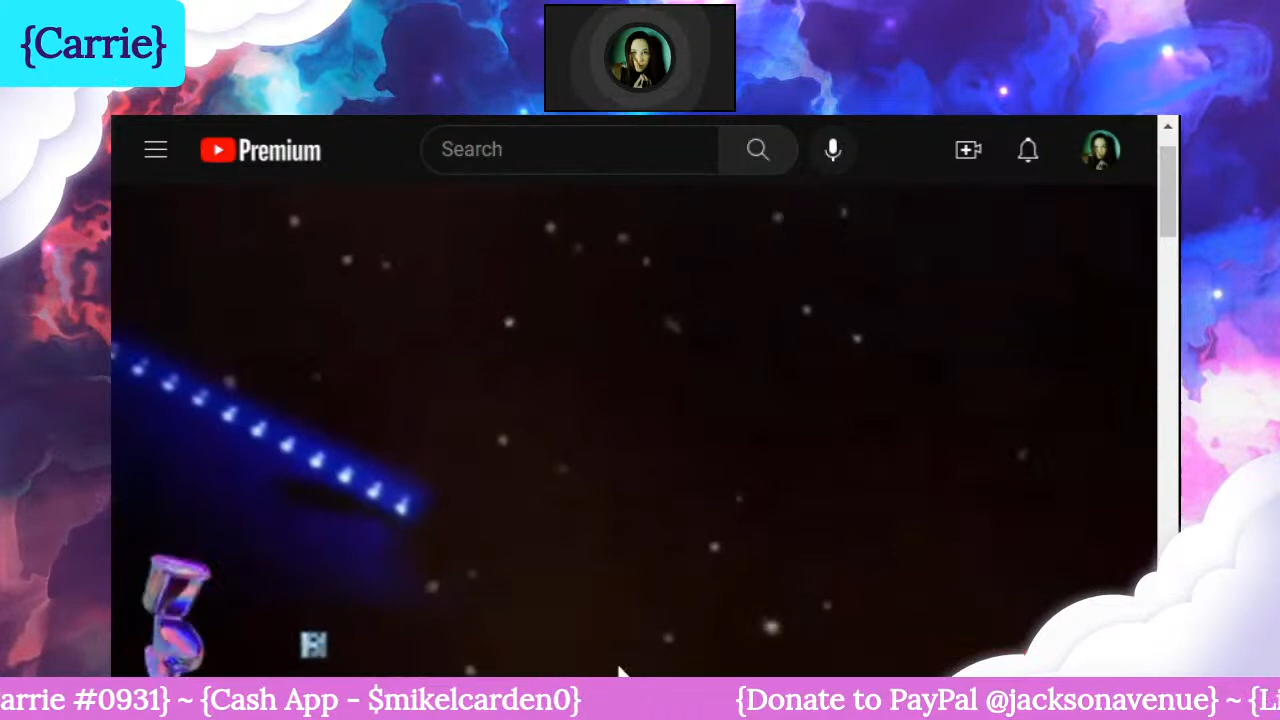 {Carrie}
Premium
Search
arrie #0931} ~ {Cash App - $mikelcarden0} {Donate to PayPal @jacksonavenue} ~ {Li